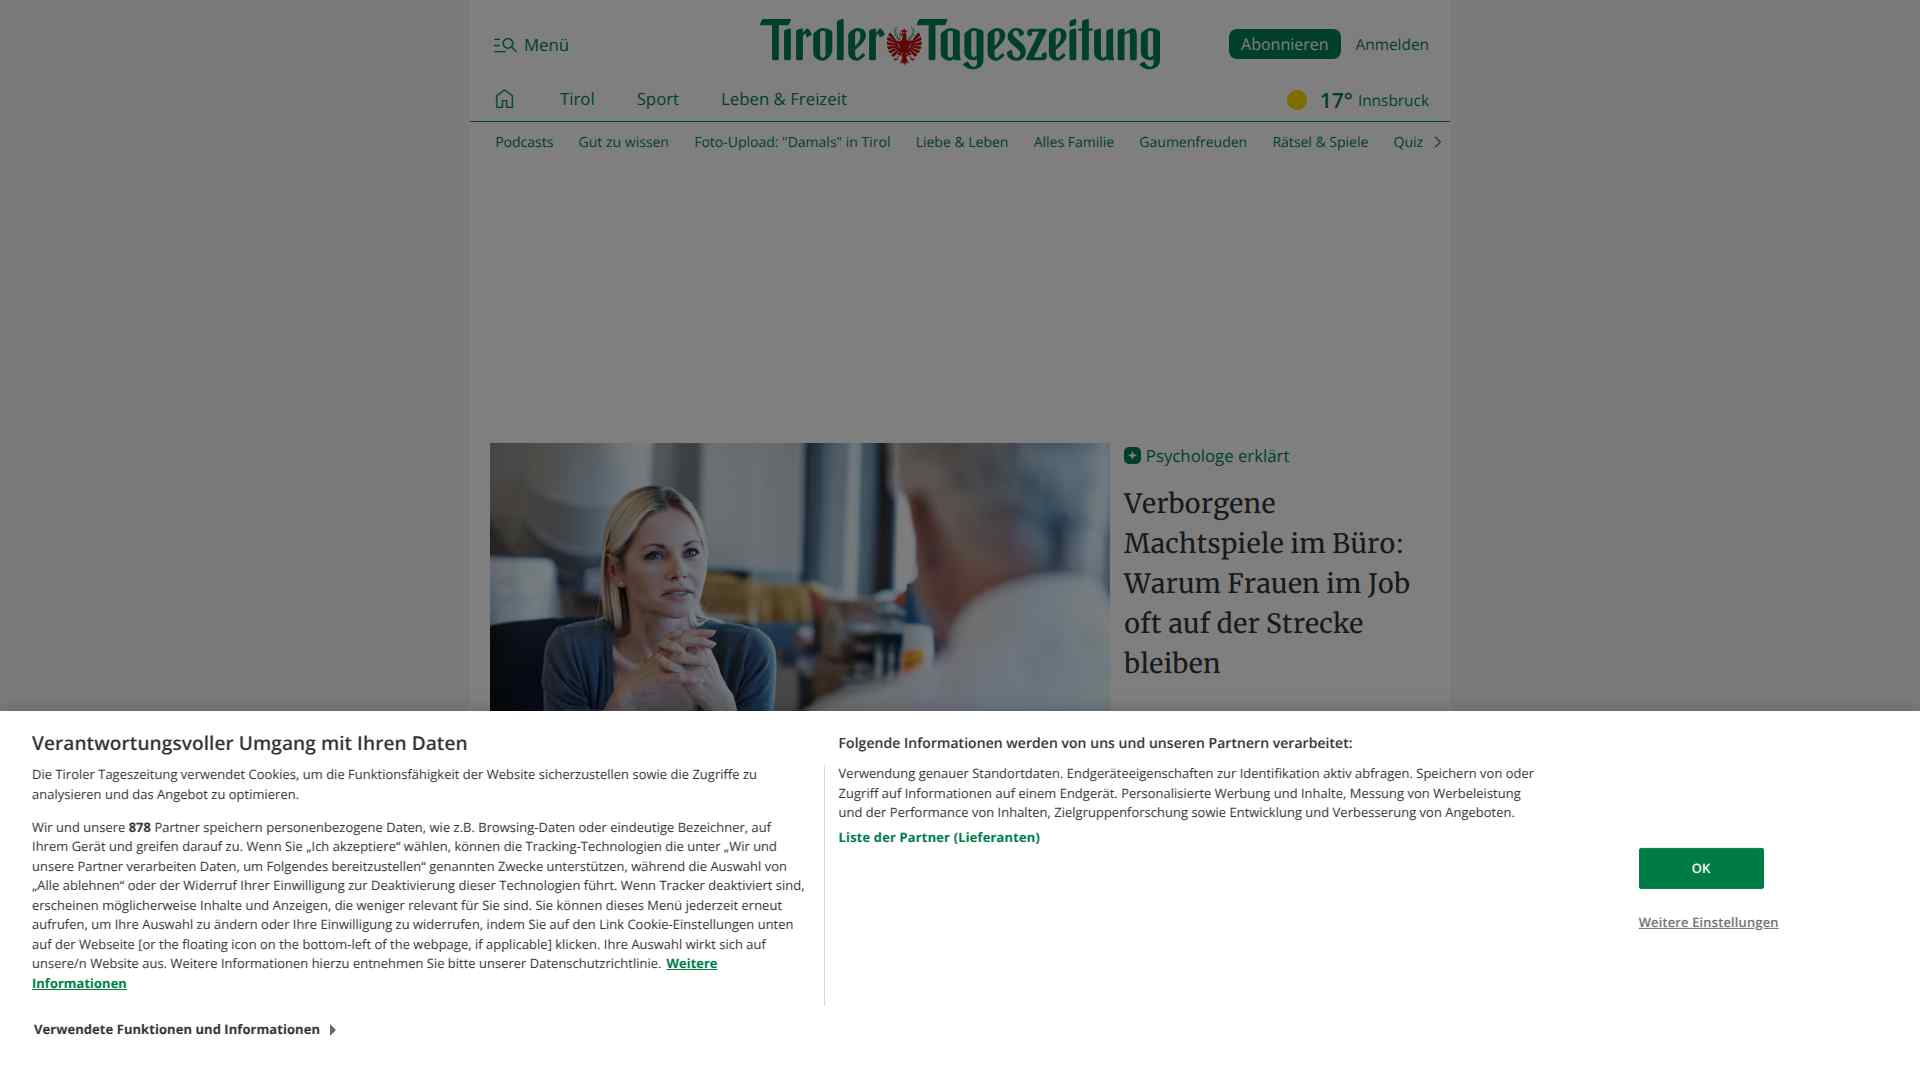 Menü
Tiroler Tageszeitung
Abonnieren
Anmelden
Tirol
Sport
Leben & Freizeit
17° Innsbruck
Podcasts
Gut zu wissen
Foto-Upload: "Damals" in Tirol
Liebe & Leben
Alles Familie
Gaumenfreuden
Rätsel & Spiele
Quiz
Psychologe erklärt
Verborgene
Machtspiele im Büro:
Warum Frauen im Job
oft auf der Strecke
bleiben
Verantwortungsvoller Umgang mit Ihren Daten
Die Tiroler Tageszeitung verwendet Cookies, um die Funktionsfähigkeit der Website sicherzustellen sowie die Zugriffe zu
analysieren und das Angebot zu optimieren.
Wir und unsere 878 Partner speichern personenbezogene Daten, wie z.B. Browsing-Daten oder eindeutige Bezeichner, auf
Ihrem Gerät und greifen darauf zu. Wenn Sie „Ich akzeptiere“ wählen, können die Tracking-Technologien die unter „Wir und
unsere Partner verarbeiten Daten, um Folgendes bereitzustellen“ genannten Zwecke unterstützen, während die Auswahl von
„Alle ablehnen“ oder der Widerruf Ihrer Einwilligung zur Deaktivierung dieser Technologien führt. Wenn Tracker deaktiviert sind,
erscheinen möglicherweise Inhalte und Anzeigen, die weniger relevant für Sie sind. Sie können dieses Menü jederzeit erneut
aufrufen, um Ihre Auswahl zu ändern oder Ihre Einwilligung zu widerrufen, indem Sie auf den Link Cookie-Einstellungen unten
auf der Webseite [or the floating icon on the bottom-left of the webpage, if applicable] klicken. Ihre Auswahl wirkt sich auf
unsere/n Website aus. Weitere Informationen hierzu entnehmen Sie bitte unserer Datenschutzrichtlinie. Weitere
Informationen
Verwendete Funktionen und Informationen
Folgende Informationen werden von uns und unseren Partnern verarbeitet:
Verwendung genauer Standortdaten. Endgeräteeigenschaften zur Identifikation aktiv abfragen. Speichern von oder
Zugriff auf Informationen auf einem Endgerät. Personalisierte Werbung und Inhalte, Messung von Werbeleistung
und der Performance von Inhalten, Zielgruppenforschung sowie Entwicklung und Verbesserung von Angeboten.
Liste der Partner (Lieferanten)
OK
Weitere Einstellungen